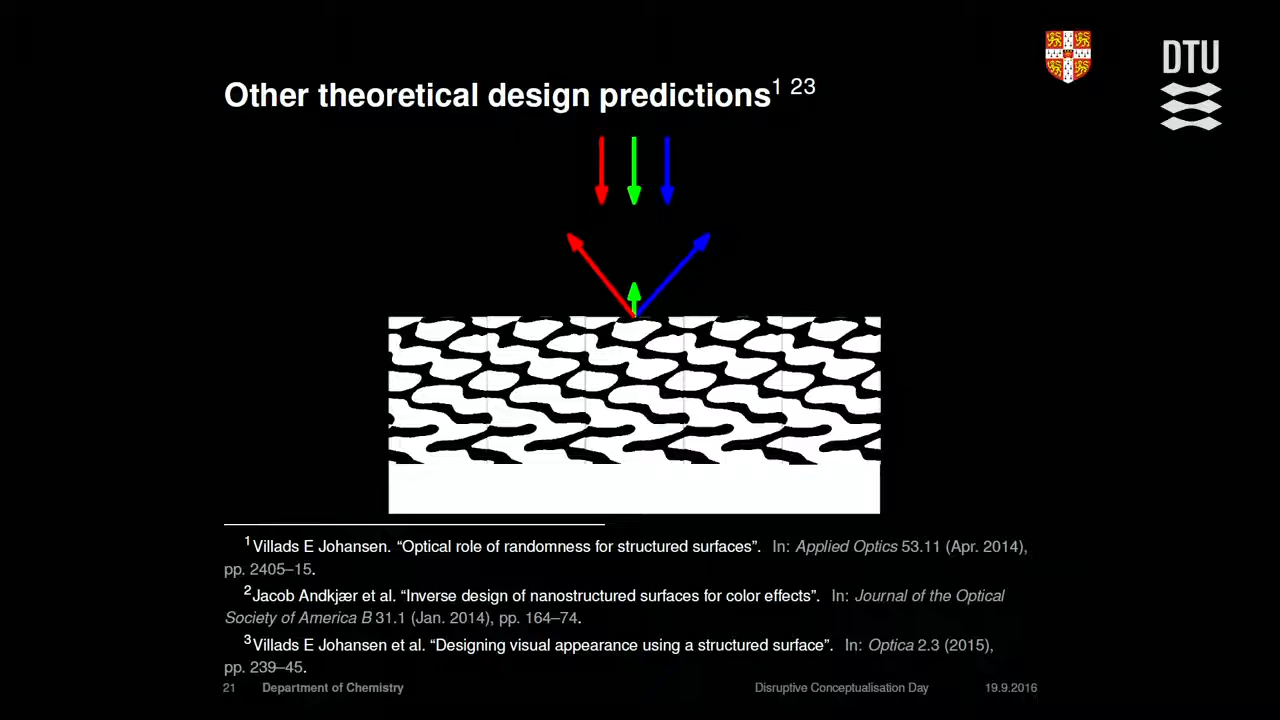 DTU
Other theoretical design predictions1 23
1Villads E Johansen. “Optical role of randomness for structured surfaces”. In: Applied Optics 53.11 (Apr. 2014),
pp. 2405–15.
2Jacob Andkjær et al. “Inverse design of nanostructured surfaces for color effects”. In: Journal of the Optical
Society of America B 31.1 (Jan. 2014), pp. 164–74.
3Villads E Johansen et al. “Designing visual appearance using a structured surface”. In: Optica 2.3 (2015),
pp. 239–45.
21 Department of Chemistry Disruptive Conceptualisation Day 19.9.2016